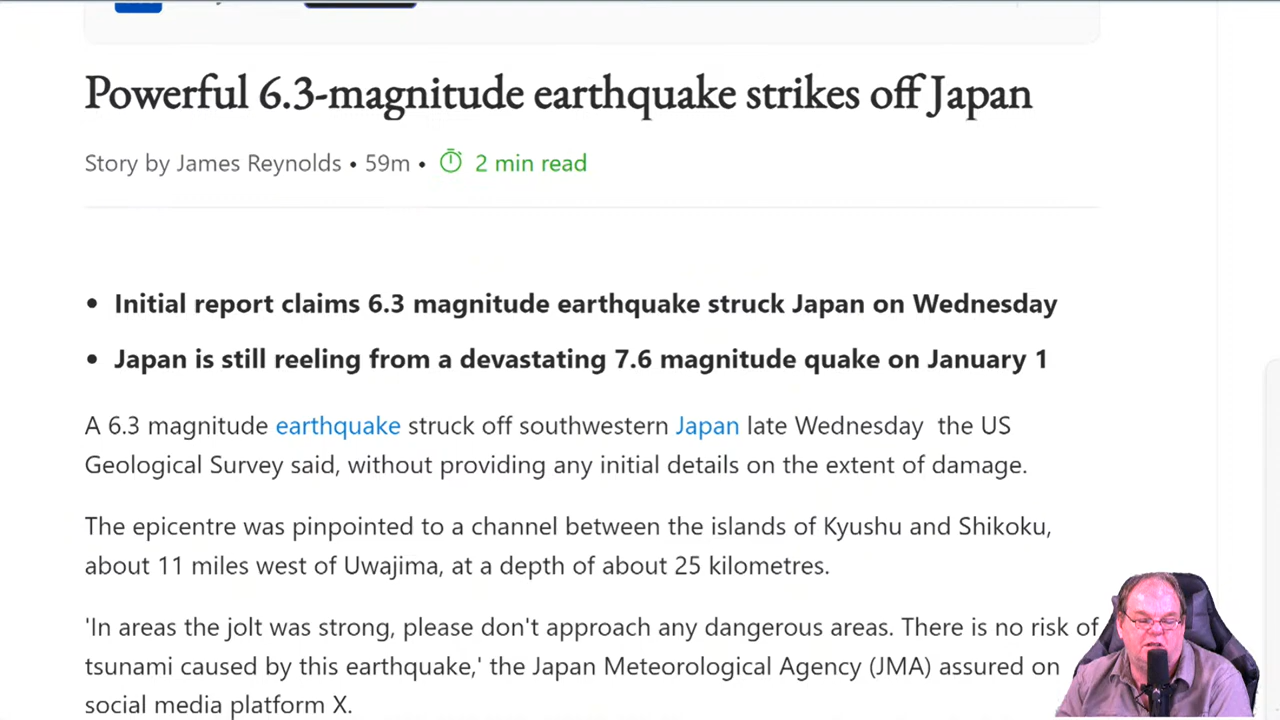 Powerful 6.3-magnitude earthquake strikes off Japan
Story by James Reynolds • 59m • 2 min read
• Initial report claims 6.3 magnitude earthquake struck Japan on Wednesday
• Japan is still reeling from a devastating 7.6 magnitude quake on January 1
A 6.3 magnitude earthquake struck off southwestern Japan late Wednesday  the US
Geological Survey said, without providing any initial details on the extent of damage.
The epicentre was pinpointed to a channel between the islands of Kyushu and Shikoku,
about 11 miles west of Uwajima, at a depth of about 25 kilometres.
'In areas the jolt was strong, please don't approach any dangerous areas. There is no risk of
tsunami caused by this earthquake,' the Japan Meteorological Agency (JMA) assured on
social media platform X.